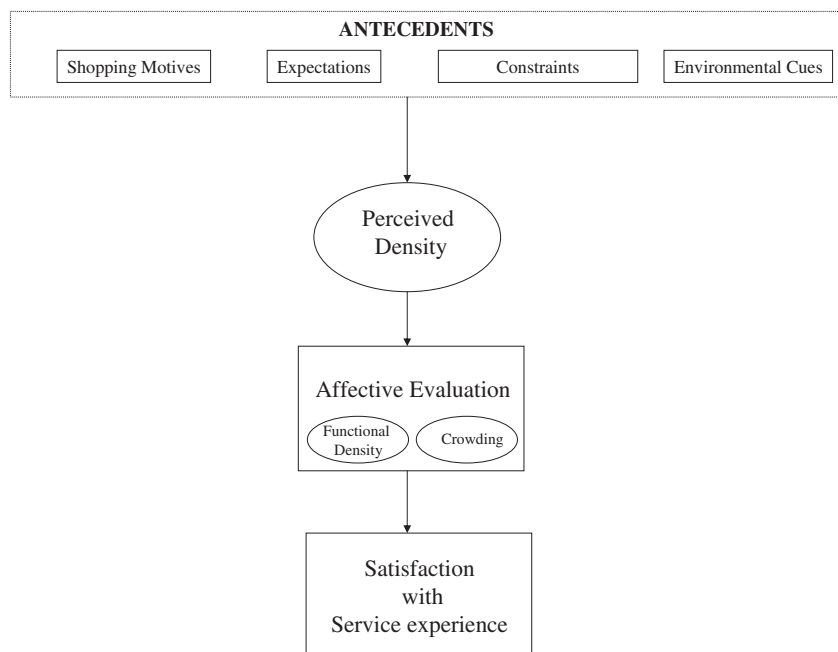 ANTECEDENTS
Shopping Motives
Expectations
Constraints
Environmental Cues
Perceived
Density
Affective Evaluation
Functional
Density
Crowding
Satisfaction
with
Service experience